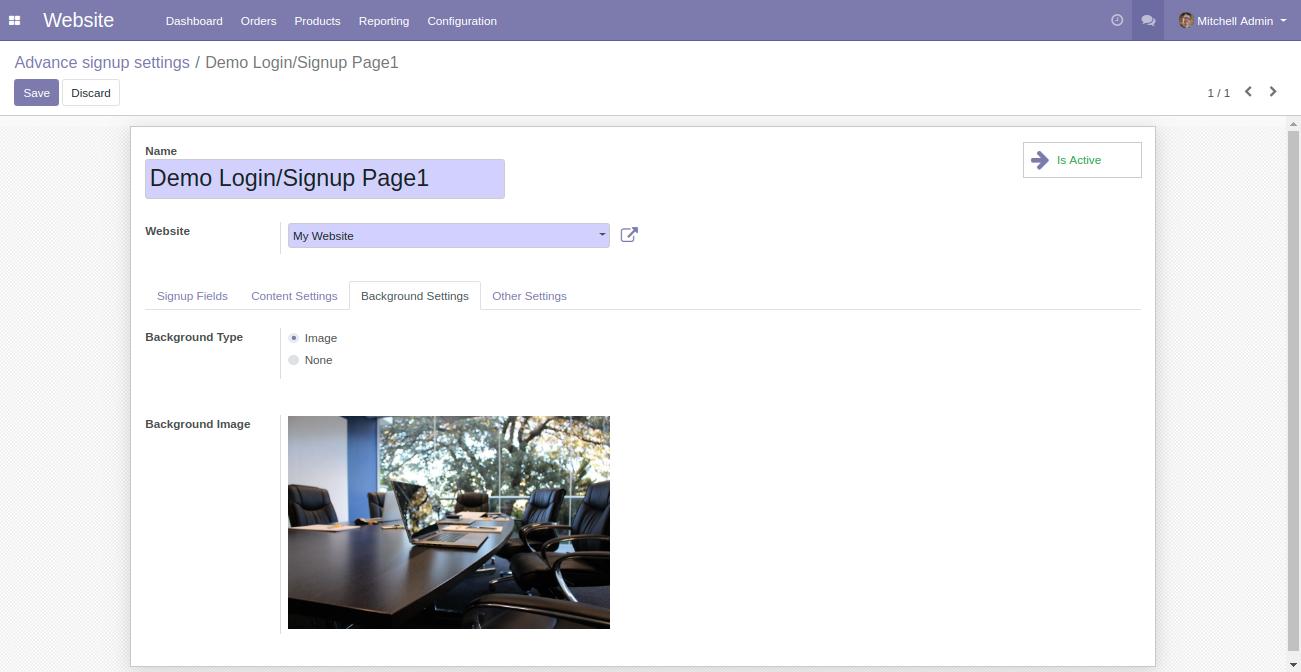 Website Dashboard Orders Products Reporting Configuration Mitchell Admin
Advance signup settings / Demo Login/Signup Page1
Save Discard 1 / 1
Name
Demo Login/Signup Page1
Is Active
Website My Website
Signup Fields Content Settings Background Settings Other Settings
Background Type Image
None
Background Image